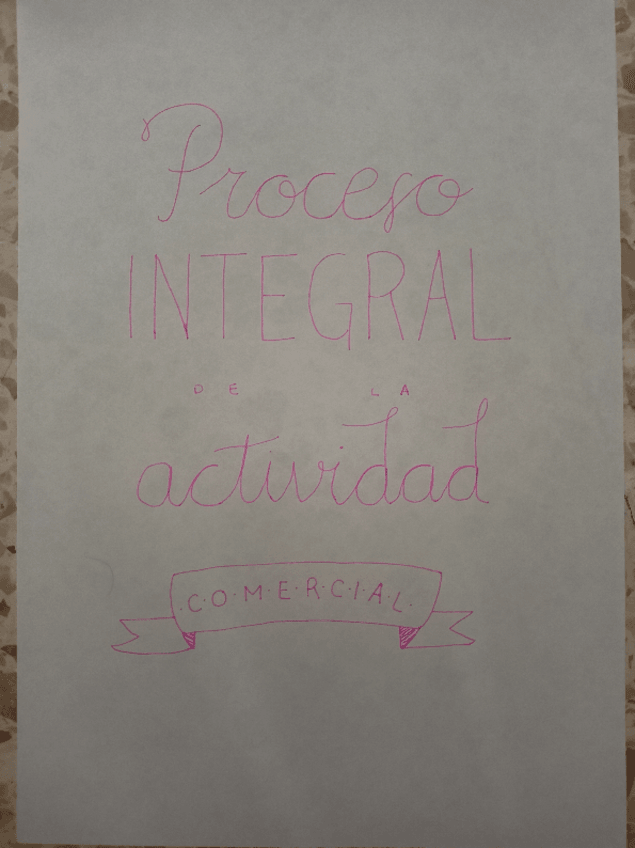 Proceso
INTEGRAL
DE LA
actividad
·C·O·M·E·R·C·I·A·L·